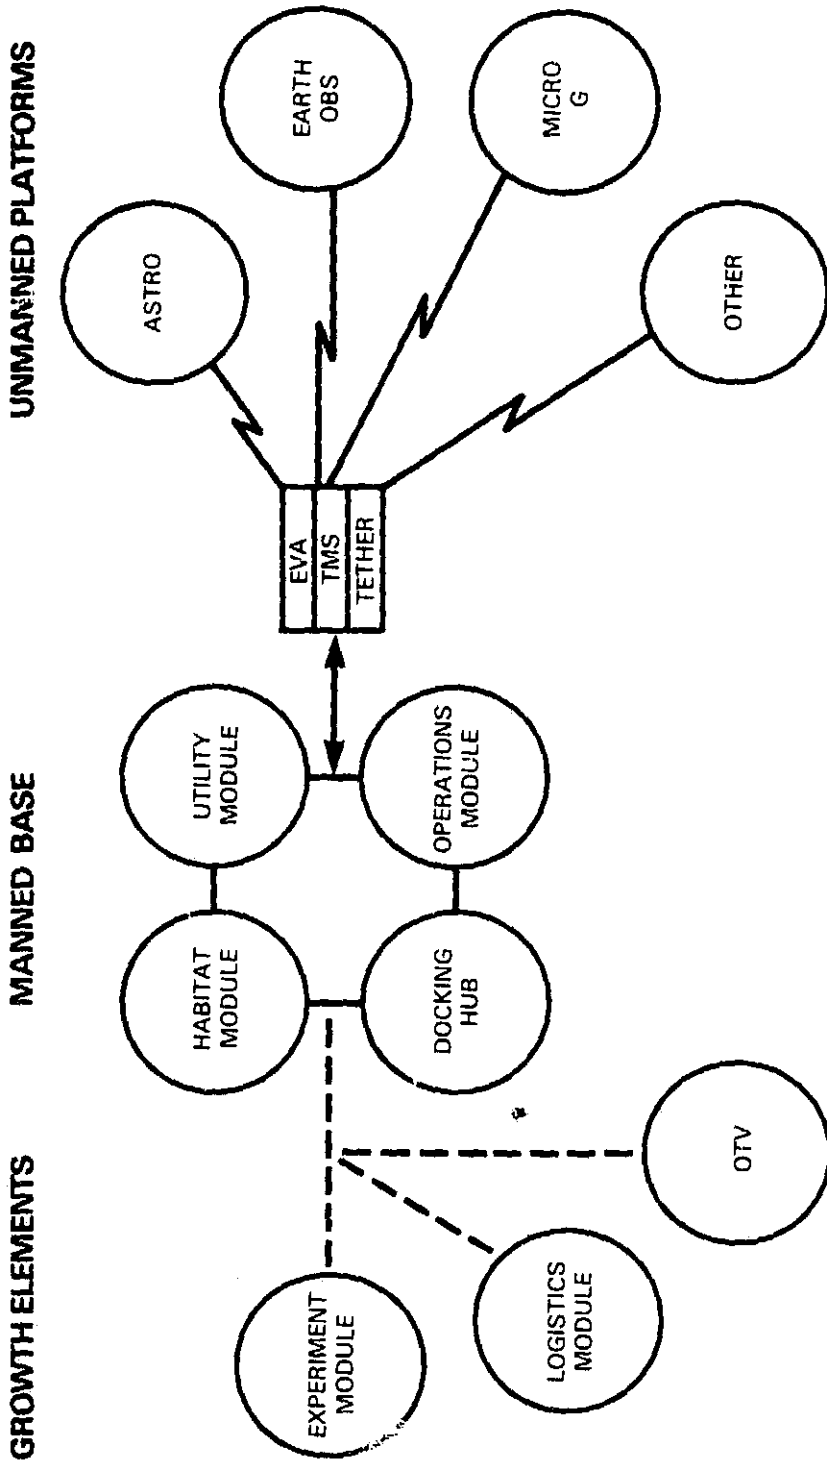 GROWTH ELEMENTS
MANNED BASE
UNMANNED PLATFORMS
EXPERIMENT
MODULE
LOGISTICS
MODULE
OTV
HABITAT
MODULE
UTILITY
MODULE
DOCKING
HUB
OPERATIONS
MODULE
EVA
TMS
TETHER
ASTRO
EARTH
OBS
MICRO
G
OTHER